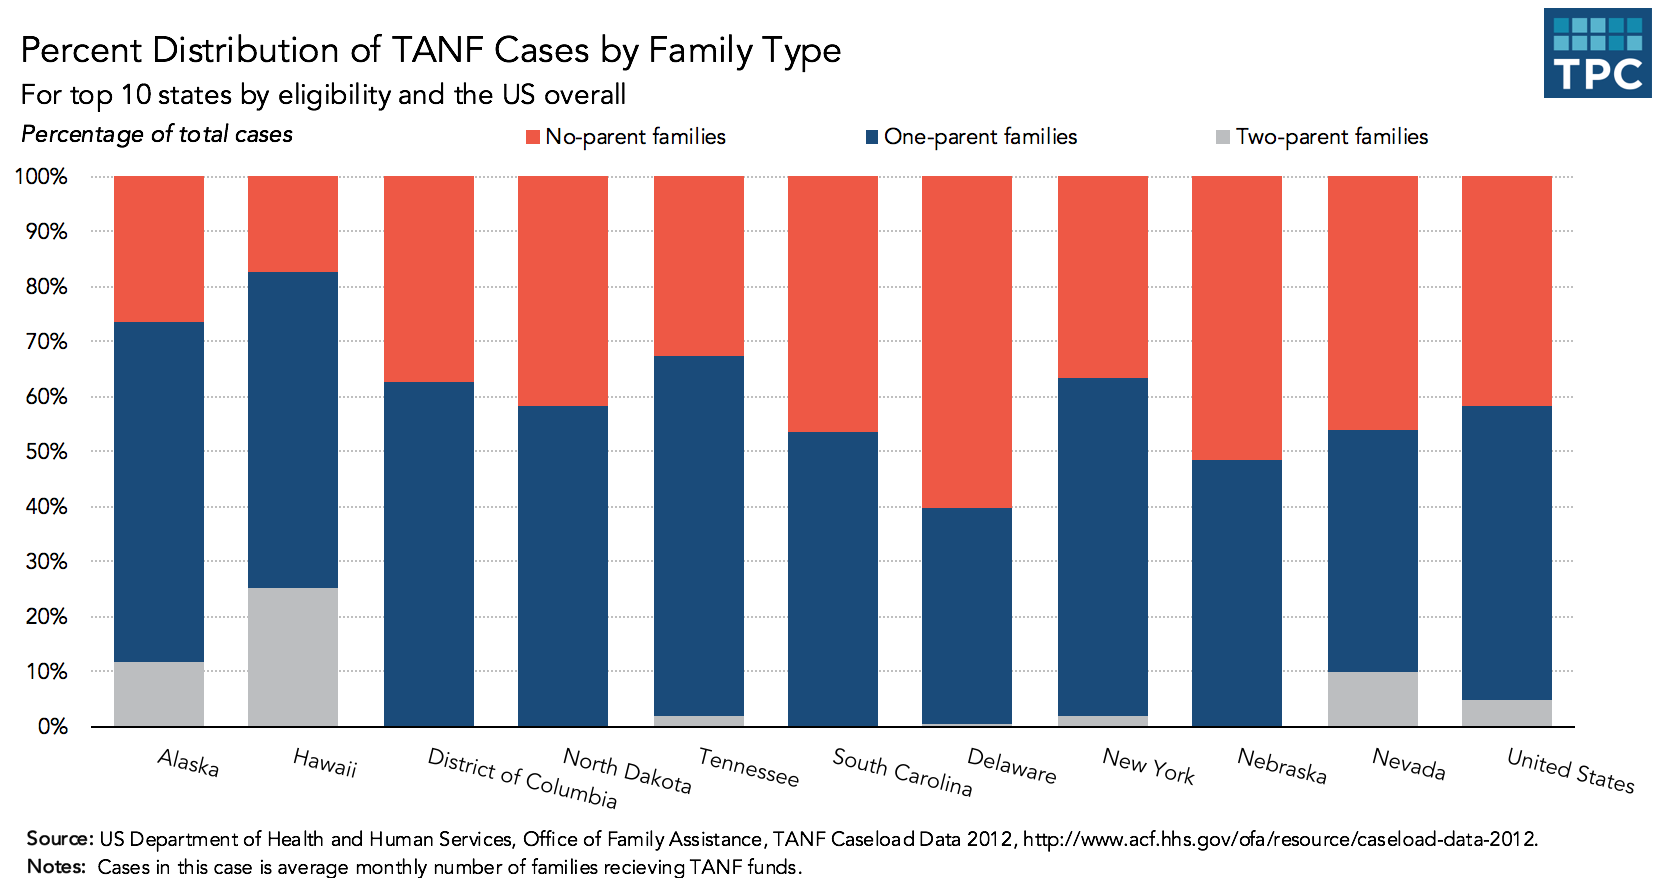 TPC
Percent Distribution of TANF Cases by Family Type
For top 10 states by eligibility and the US overall
Percentage of total cases
No-parent families
One-parent families
Two-parent families
100%
90%
80%
70%
60%
50%
40%
30%
20%
10%
0%
Alaska
Hawaii
District of Columbia
North Dakota
Tennessee
South Carolina
Delaware
New York
Nebraska
Nevada
United States
Source: US Department of Health and Human Services, Office of Family Assistance, TANF Caseload Data 2012, http://www.acf.hhs.gov/ofa/resource/caseload-data-2012.
Notes: Cases in this case is average monthly number of families recieving TANF funds.